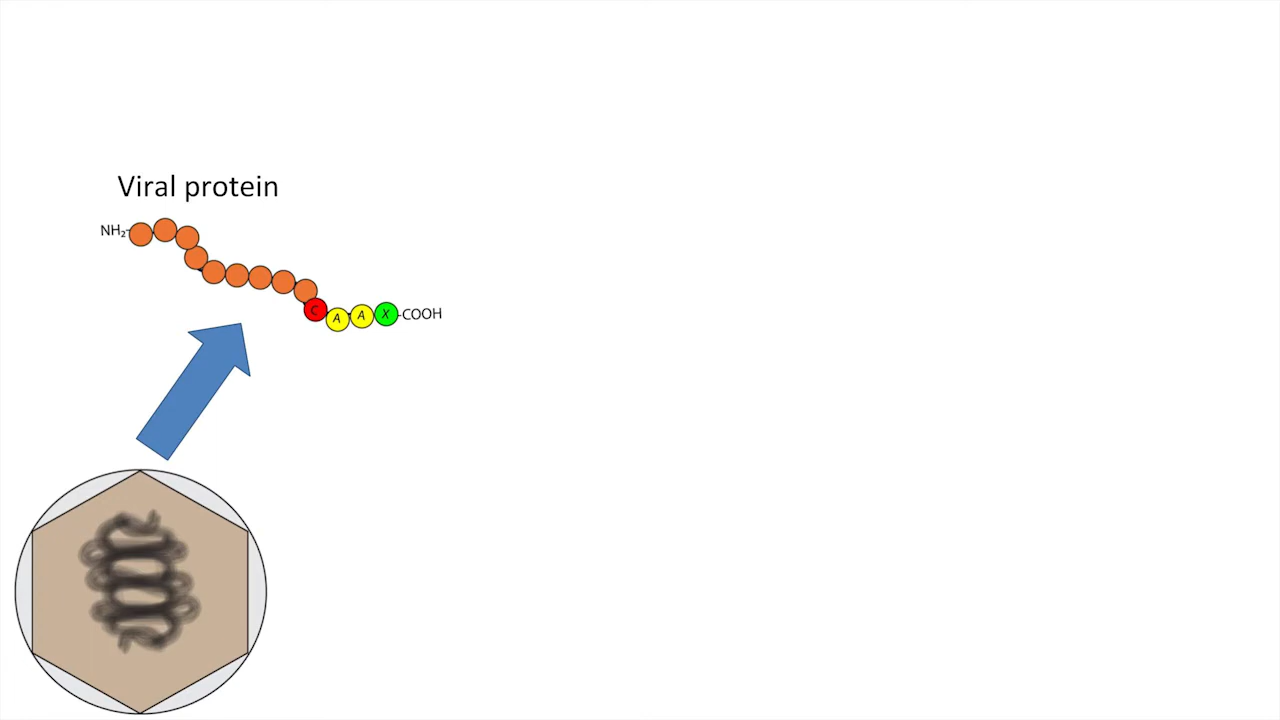 Viral protein
NH₂
C A A X -COOH